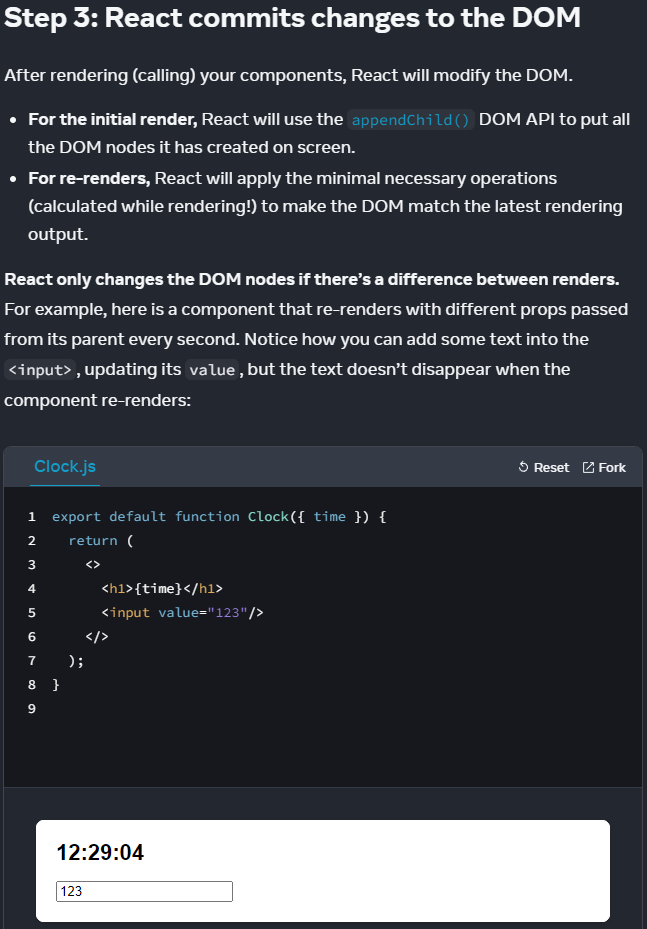 Step 3: React commits changes to the DOM
After rendering (calling) your components, React will modify the DOM.
• For the initial render, React will use the appendChild() DOM API to put all
the DOM nodes it has created on screen.
• For re-renders, React will apply the minimal necessary operations
(calculated while rendering!) to make the DOM match the latest rendering
output.
React only changes the DOM nodes if there's a difference between renders.
For example, here is a component that re-renders with different props passed
from its parent every second. Notice how you can add some text into the
<input>, updating its value, but the text doesn't disappear when the
component re-renders:
Clock.js Reset Fork
1 export default function Clock({ time }) {
2   return (
3     <>
4       <h1>{time}</h1>
5       <input value="123"/>
6     </>
7   );
8 }
9
12:29:04
123